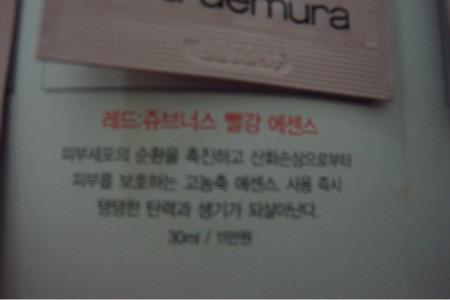 demura
레드:쥬브너스 빨강 에센스
피부세포의 순환을 촉진하고 산화손상으로부터
피부를 보호하는 고농축 에센스. 사용 즉시
탱탱한 탄력과 생기가 되살아난다.
30ml / 11만원